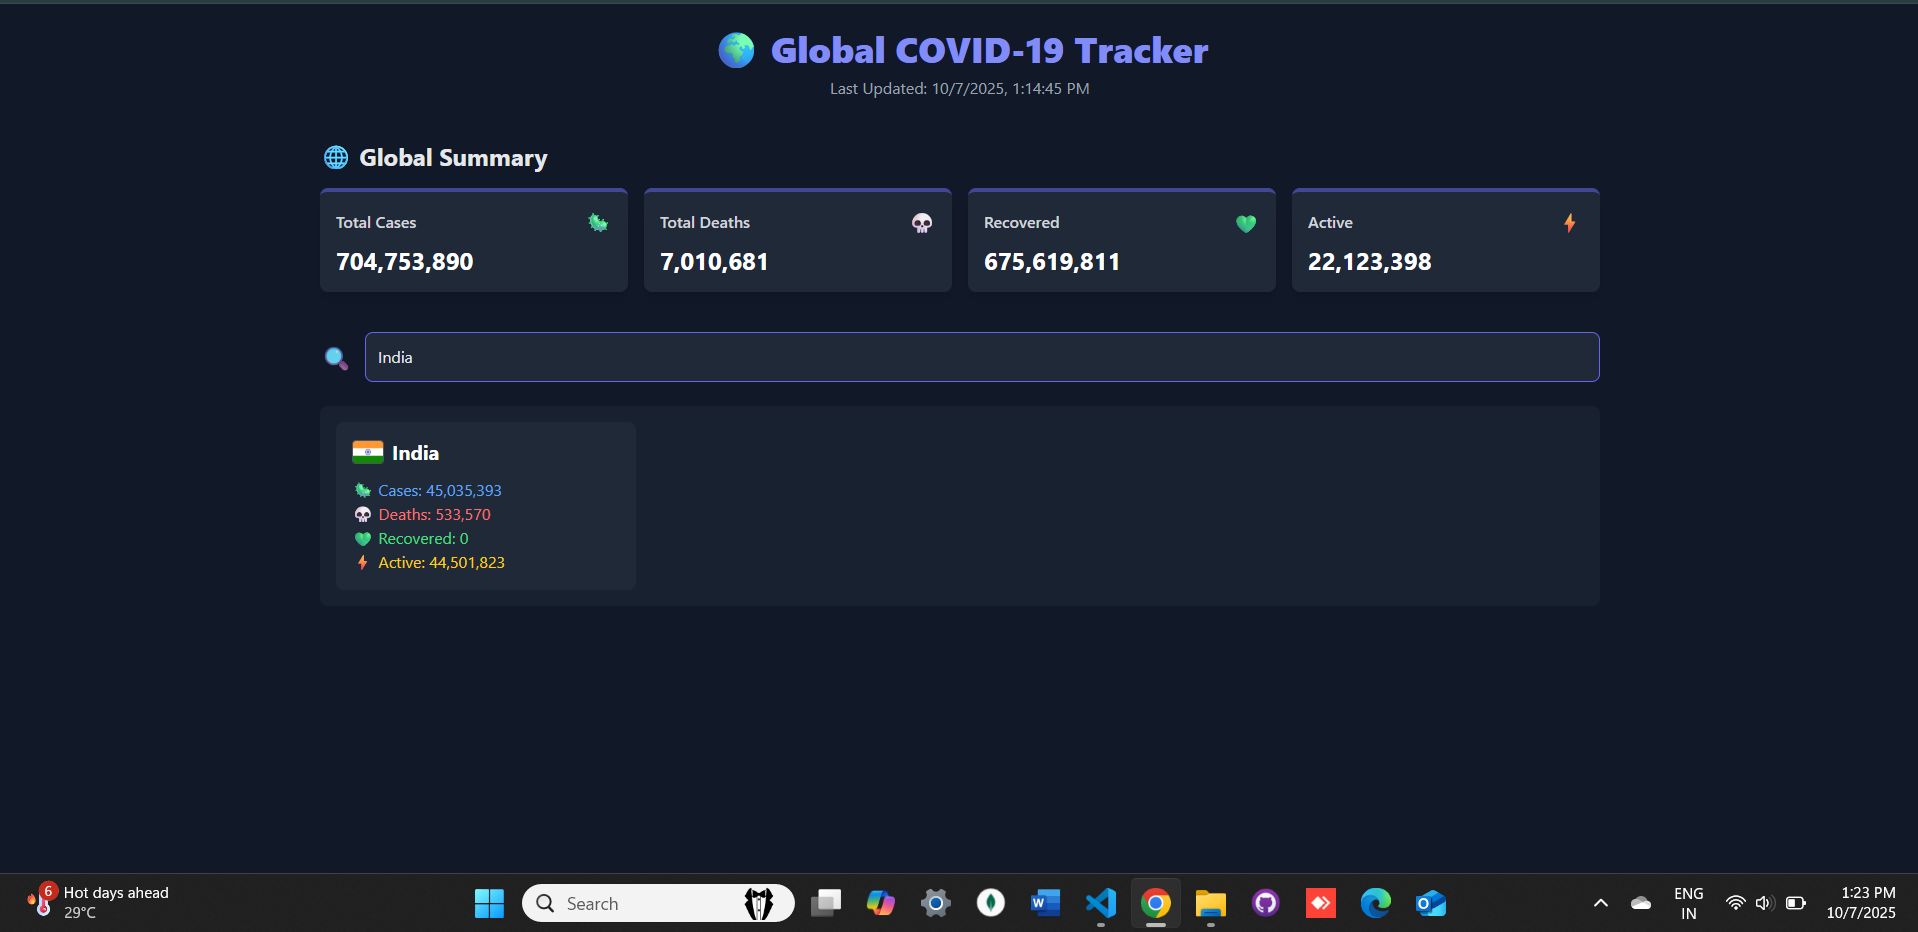 Global COVID-19 Tracker
Last Updated: 10/7/2025, 1:14:45 PM
Global Summary
Total Cases
704,753,890
Total Deaths
7,010,681
Recovered
675,619,811
Active
22,123,398
India
India
Cases: 45,035,393
Deaths: 533,570
Recovered: 0
Active: 44,501,823
6
Hot days ahead
29°C
Search
W
O
ENG
IN
1:23 PM
10/7/2025